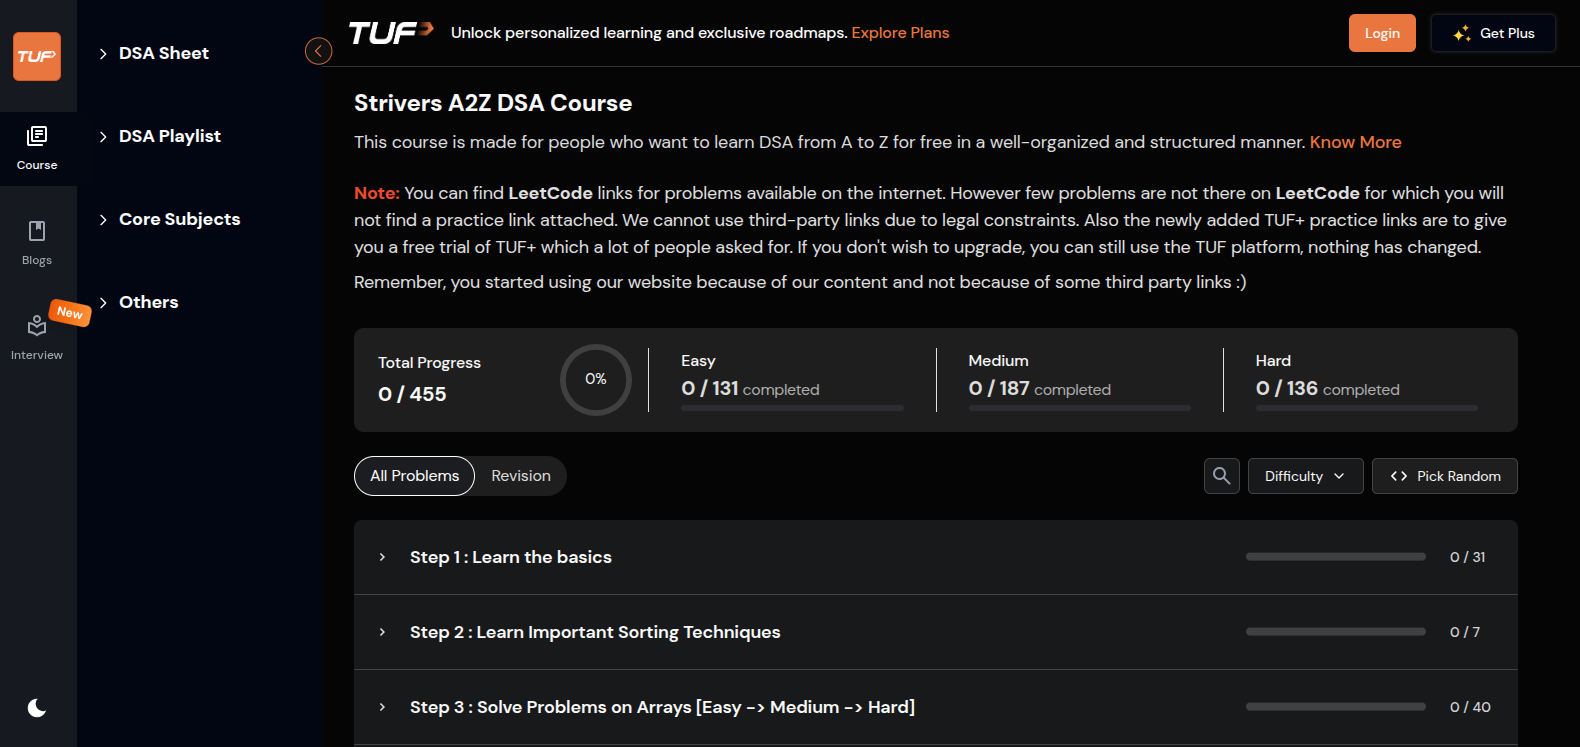 TUF
Course
Blogs
New
Interview
DSA Sheet
DSA Playlist
Core Subjects
Others
TUF
Unlock personalized learning and exclusive roadmaps. Explore Plans
Login
Get Plus
Strivers A2Z DSA Course
This course is made for people who want to learn DSA from A to Z for free in a well-organized and structured manner. Know More
Note: You can find LeetCode links for problems available on the internet. However few problems are not there on LeetCode for which you will
not find a practice link attached. We cannot use third-party links due to legal constraints. Also the newly added TUF+ practice links are to give
you a free trial of TUF+ which a lot of people asked for. If you don't wish to upgrade, you can still use the TUF platform, nothing has changed.
Remember, you started using our website because of our content and not because of some third party links :)
Total Progress
0 / 455
0%
Easy
0 / 131 completed
Medium
0 / 187 completed
Hard
0 / 136 completed
All Problems
Revision
Difficulty
Pick Random
Step 1 : Learn the basics
0 / 31
Step 2 : Learn Important Sorting Techniques
0 / 7
Step 3 : Solve Problems on Arrays [Easy -> Medium -> Hard]
0 / 40